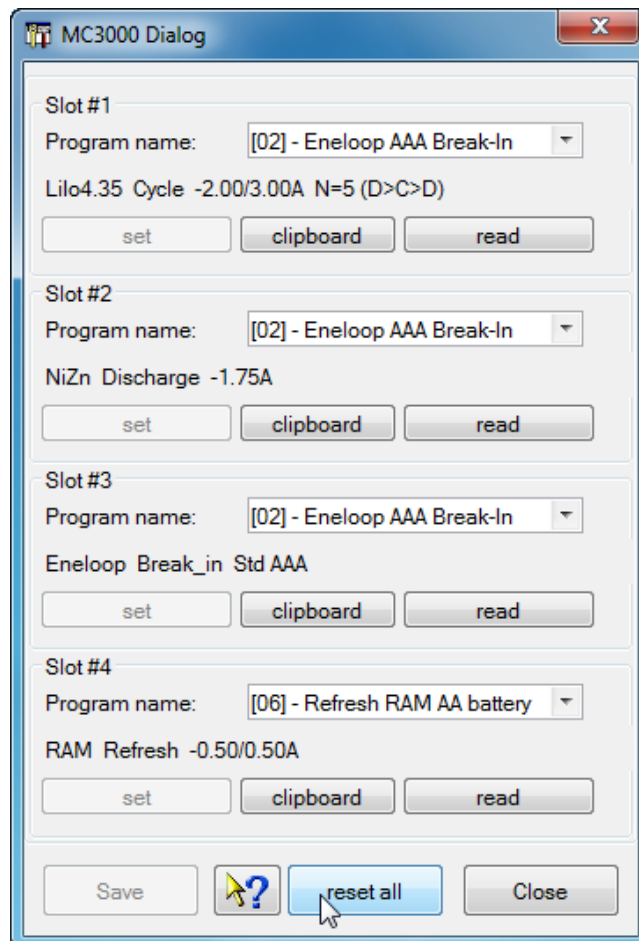 MC3000 Dialog
Slot #1
Program name: [02] - Eneloop AAA Break-In
Lilo4.35 Cycle -2.00/3.00A N=5 (D>C>D)
set clipboard read
Slot #2
Program name: [02] - Eneloop AAA Break-In
NiZn Discharge -1.75A
set clipboard read
Slot #3
Program name: [02] - Eneloop AAA Break-In
Eneloop Break_in Std AAA
set clipboard read
Slot #4
Program name: [06] - Refresh RAM AA battery
RAM Refresh -0.50/0.50A
set clipboard read
Save ? reset all Close